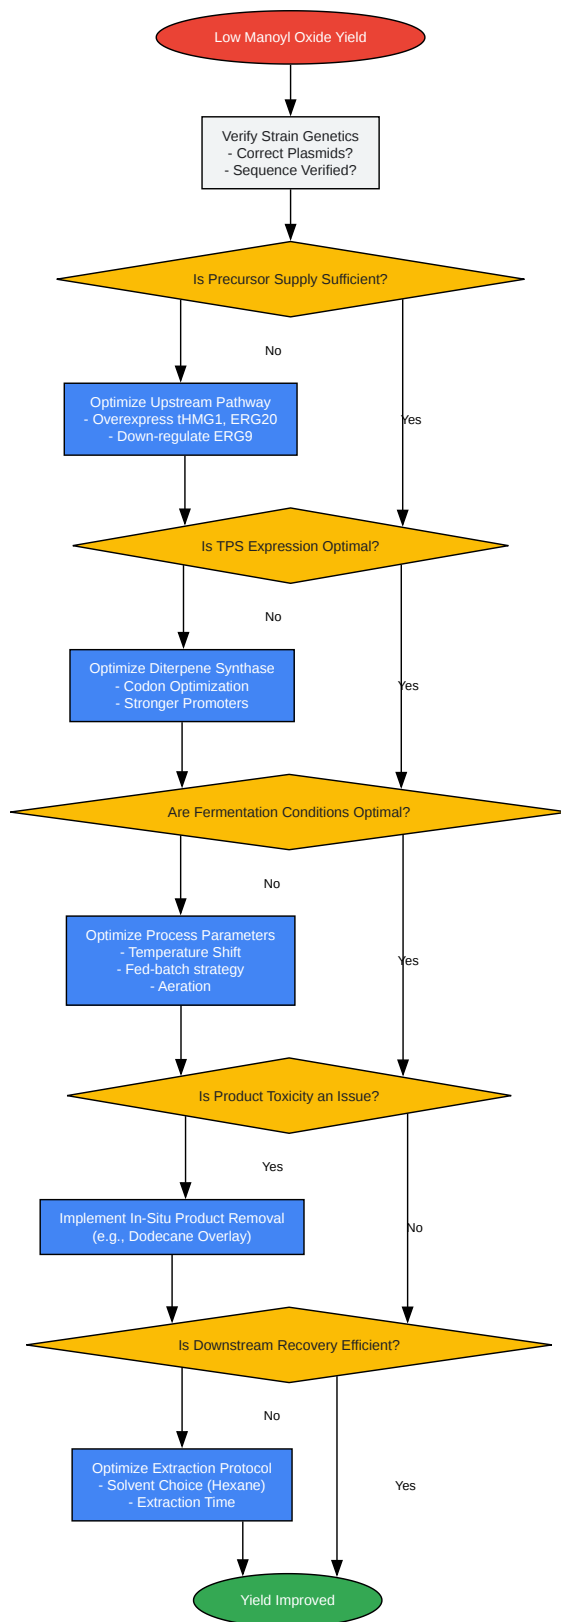 Low Manoyl Oxide Yield
Verify Strain Genetics
- Correct Plasmids?
- Sequence Verified?
Is Precursor Supply Sufficient?
No
Optimize Upstream Pathway
- Overexpress tHMG1, ERG20
- Down-regulate ERG9
Yes
Is TPS Expression Optimal?
No
Optimize Diterpene Synthase
- Codon Optimization
- Stronger Promoters
Yes
Are Fermentation Conditions Optimal?
No
Optimize Process Parameters
- Temperature Shift
- Fed-batch strategy
- Aeration
Yes
Is Product Toxicity an Issue?
Yes
Implement In-Situ Product Removal
(e.g., Dodecane Overlay)
No
Is Downstream Recovery Efficient?
No
Optimize Extraction Protocol
- Solvent Choice (Hexane)
- Extraction Time
Yes
Yield Improved